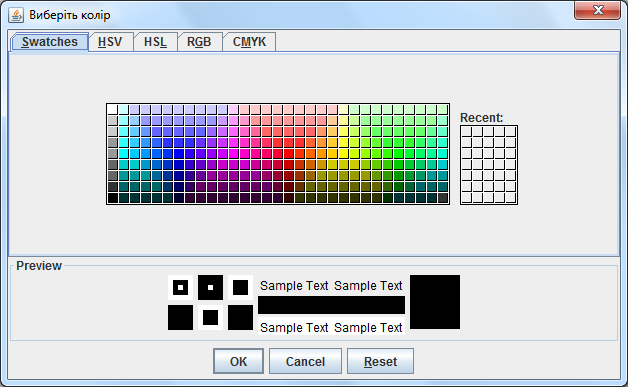 Виберіть колір
Swatches HSV HSL RGB CMYK
Recent:
Preview
Sample Text Sample Text
Sample Text Sample Text
OK Cancel Reset